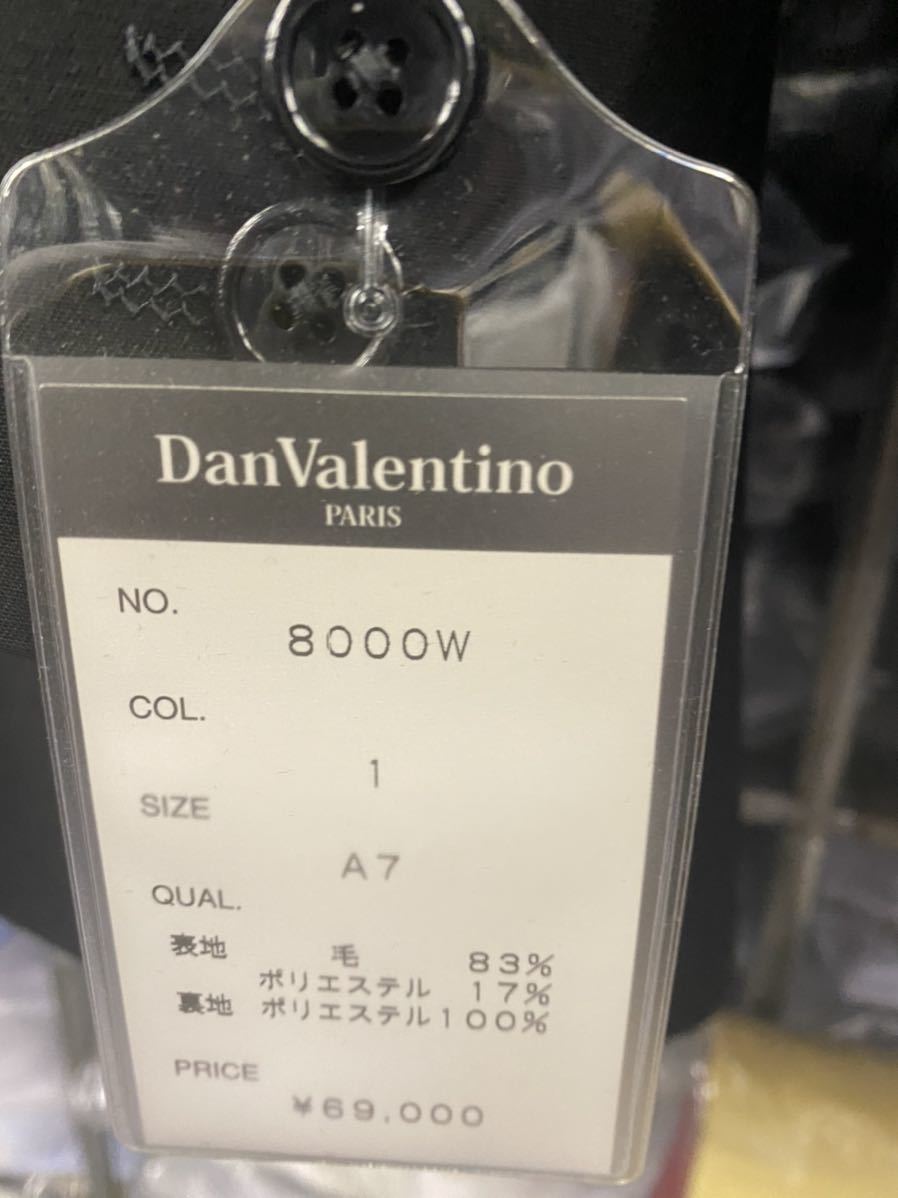 DanValentino
PARIS
NO.
8000W
COL.
1
SIZE
A7
QUAL.
表地 毛 83%
ポリエステル 17%
裏地 ポリエステル100%
PRICE
¥69,000